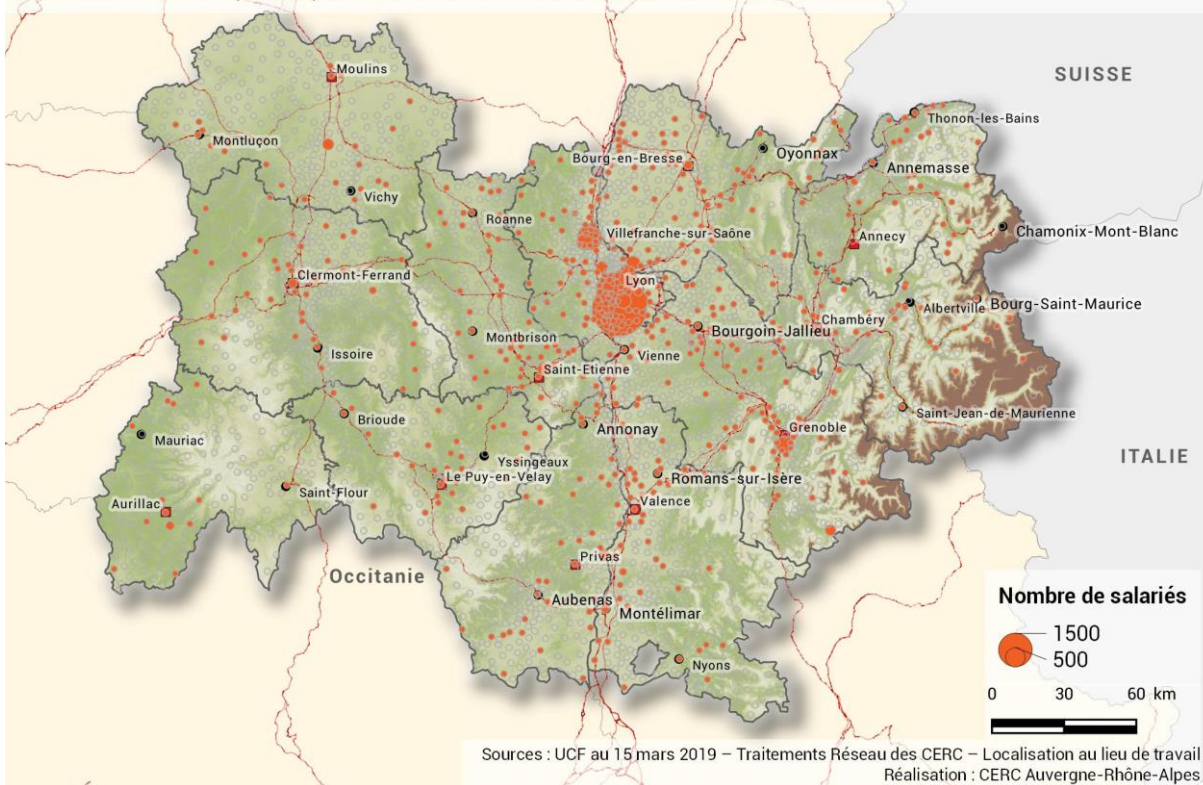 SUISSE
Moulins
Thonon-les-Bains
Montluçon
Bourg-en-Bresse
Oyonnax
Annemasse
Vichy
Roanne
Villefranche-sur-Saône
Annecy
Chamonix-Mont-Blanc
Clermont-Ferrand
Lyon
Albertville
Bourg-Saint-Maurice
Chambéry
Montbrison
Bourgoin-Jallieu
Issoire
Vienne
Saint-Etienne
Saint-Jean-de-Maurienne
Brioude
Annonay
Grenoble
Mauriac
Yssingeaux
ITALIE
Le Puy-en-Velay
Romans-sur-Isère
Saint-Flour
Aurillac
Valence
Privas
Occitanie
Aubenas
Montélimar
Nyons
Nombre de salariés
1500
500
0 30 60 km
Sources : UCF au 15 mars 2019 – Traitements Réseau des CERC – Localisation au lieu de travail
Réalisation : CERC Auvergne-Rhône-Alpes